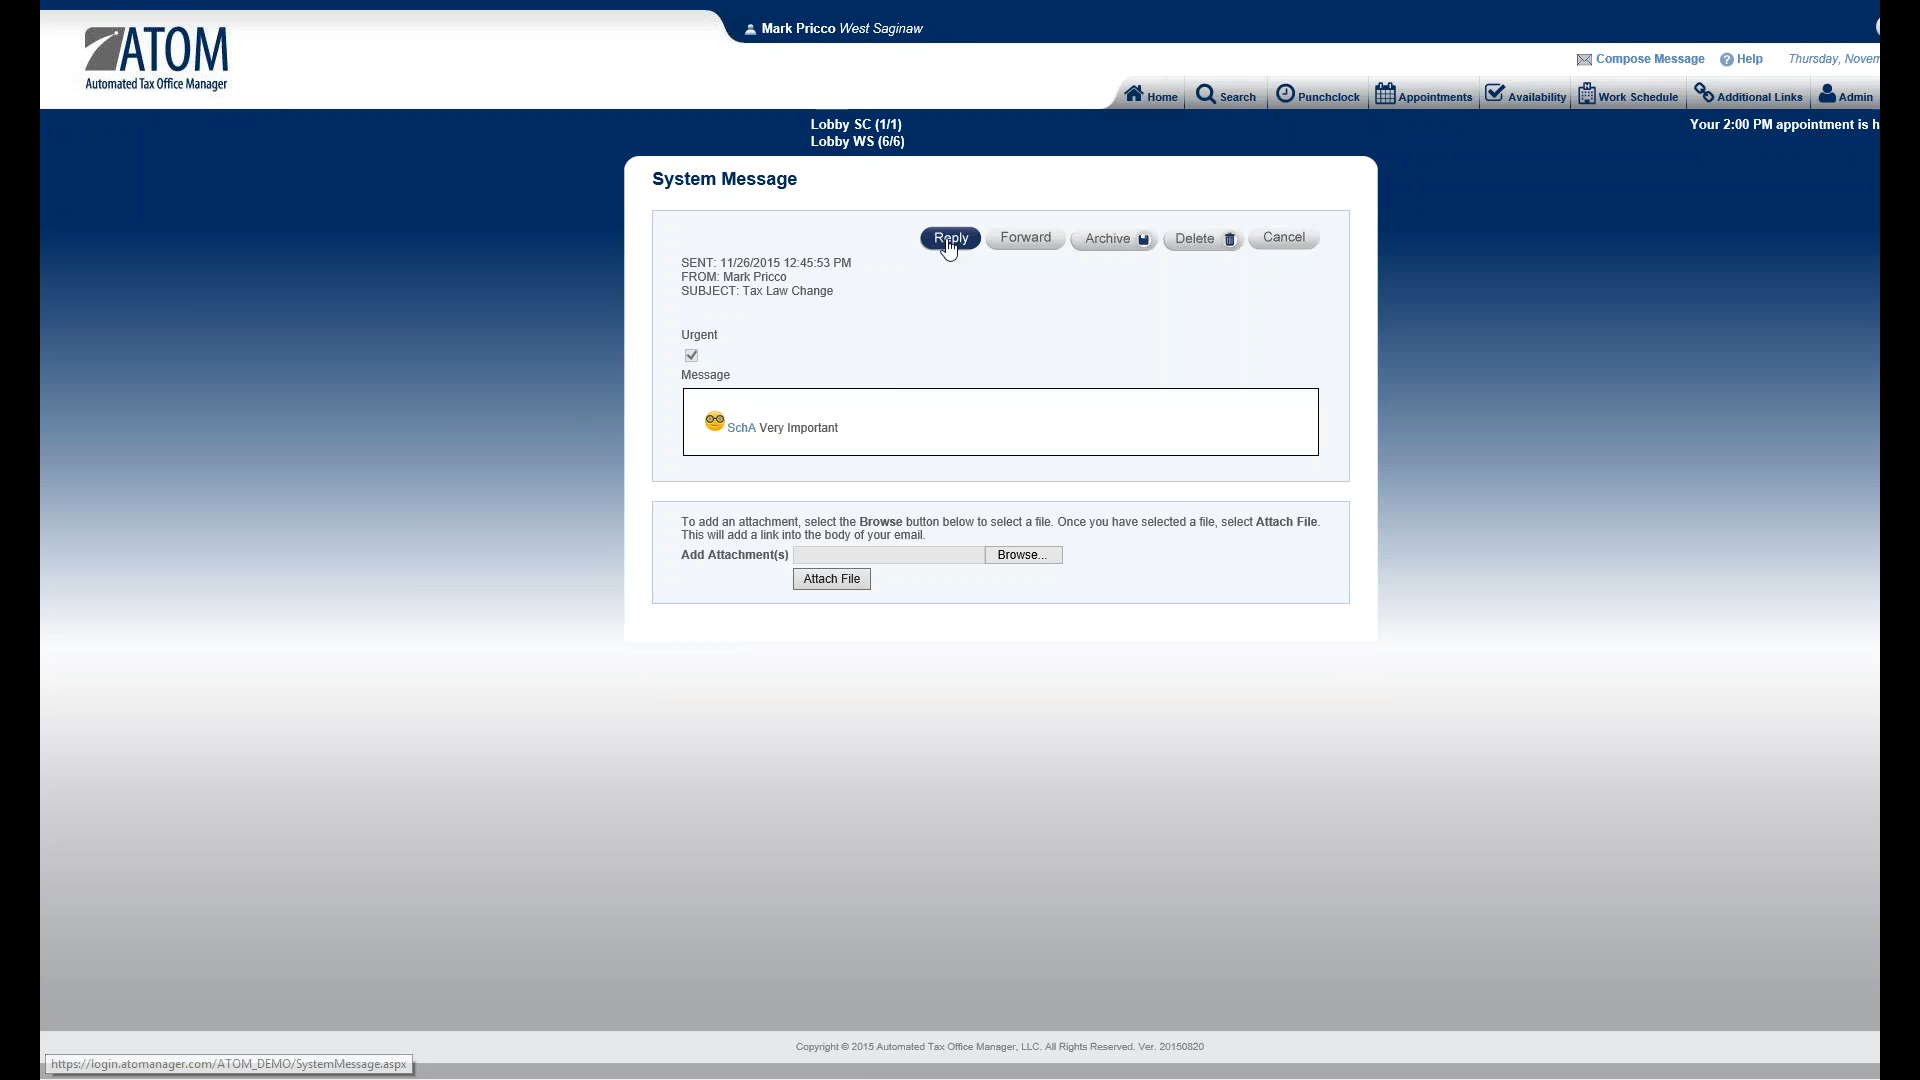 Mark Pricco West Saginaw
ATOM
Automated Tax Office Manager
Compose Message Help Thursday,
Home Search Punchclock Appointments Availability Work Schedule Additional Links Admin
Lobby SC (1/1)
Your 2:00 PM appointment is h
Lobby WS (6/6)
System Message
Reply Forward Archive Delete Cancel
SENT: 11/26/2015 12:45:53 PM
FROM: Mark Pricco
SUBJECT: Tax Law Change
Urgent
Message
SchA Very Important
To add an attachment, select the Browse button below to select a file. Once you have selected a file, select Attach File.
This will add a link into the body of your email.
Add Attachment(s) Browse...
Attach File
Copyright © 2015 Automated Tax Office Manager, LLC. All Rights Reserved. Ver. 20150820
https://login.atomanager.com/ATOM_DEMO/SystemMessage.aspx